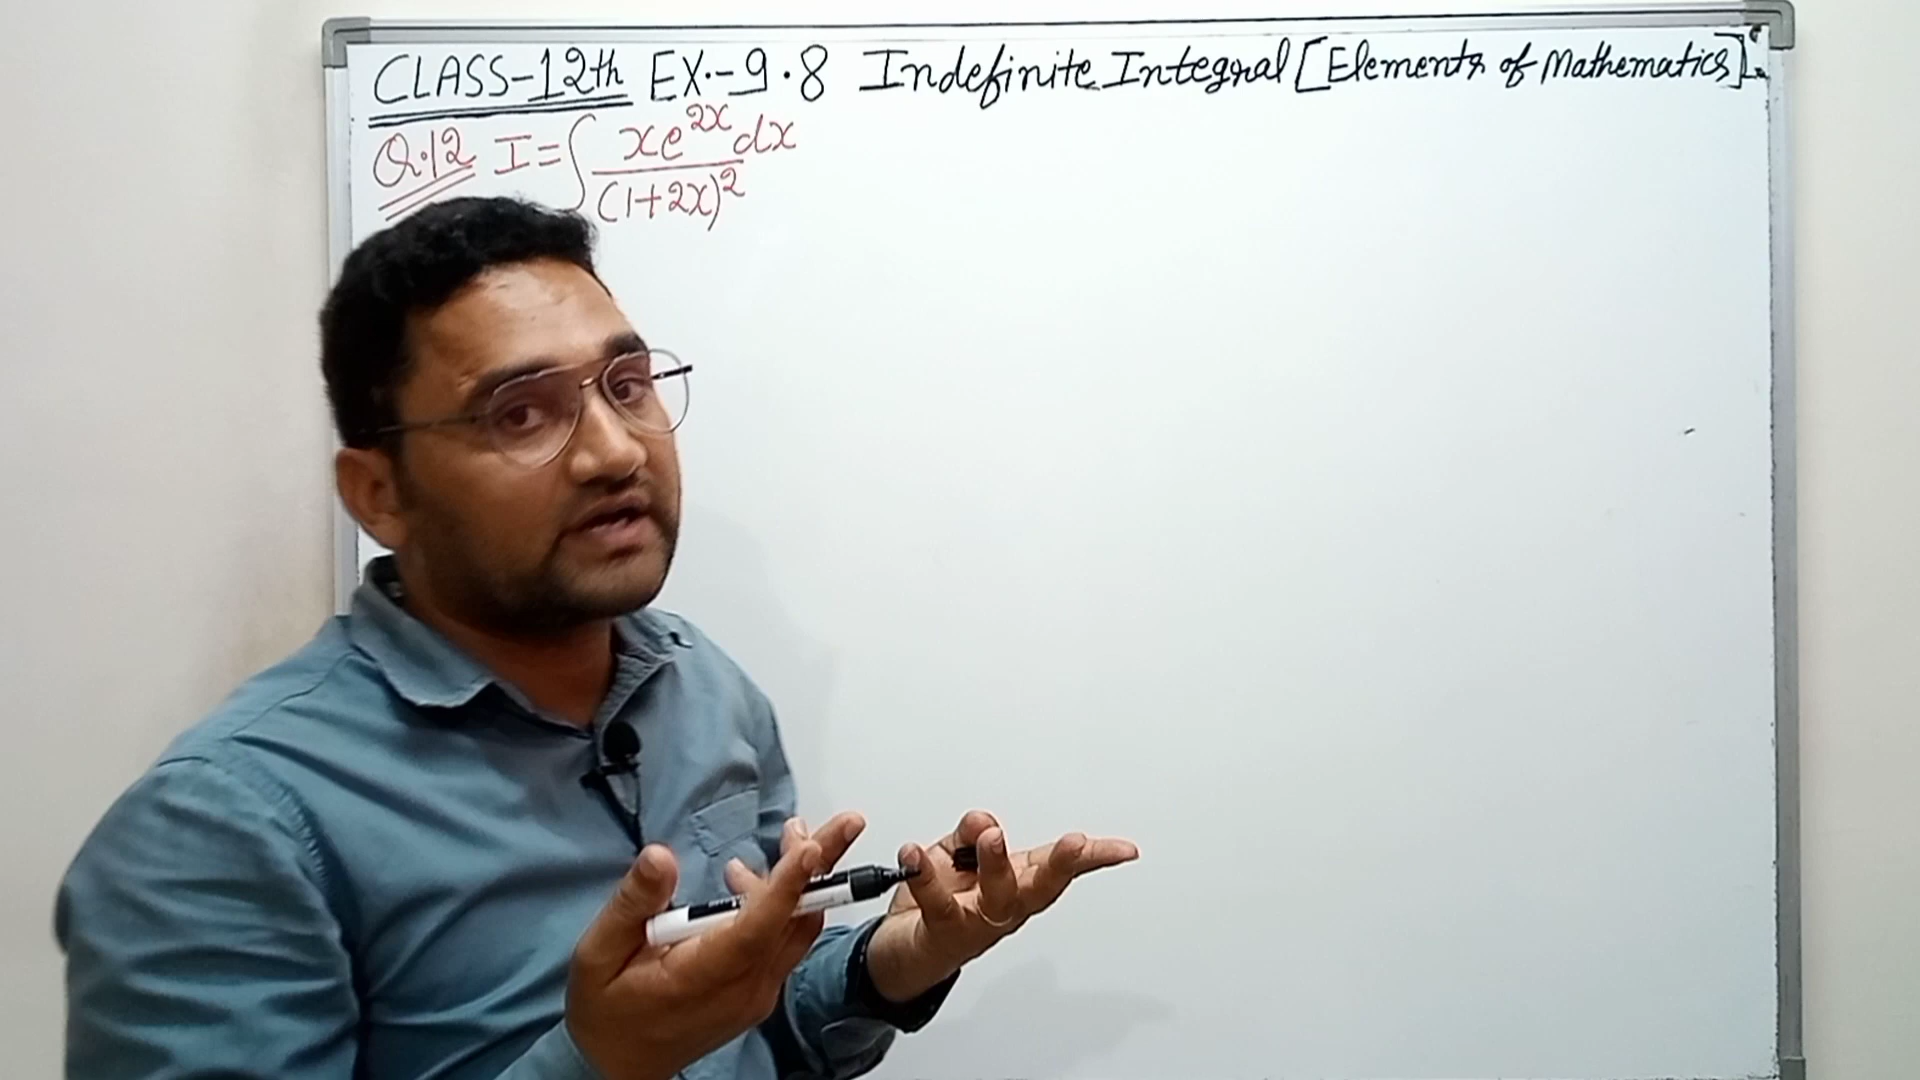 CLASS-12th EX.-9.8 Indefinite Integral [Elements of Mathematics].
Q.12 I=∫ xe^{2x}dx / (1+2x)^2